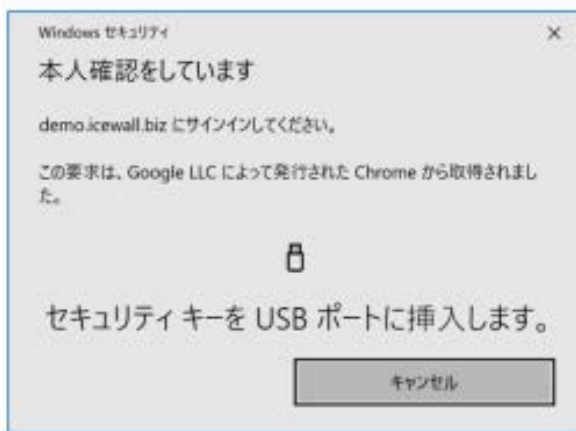 Windows セキュリティ
本人確認をしています
demo.icewall.biz にサインインしてください。
この要求は、Google LLC によって発行された Chrome から取得されまし
た。
セキュリティ キーを USB ポートに挿入します。
キャンセル